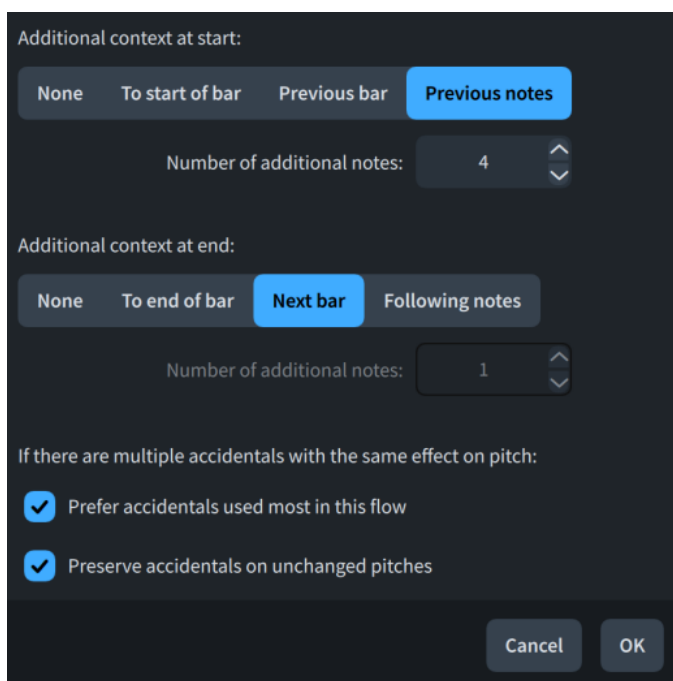 Additional context at start:
None To start of bar Previous bar Previous notes
Number of additional notes: 4
Additional context at end:
None To end of bar Next bar Following notes
Number of additional notes: 1
If there are multiple accidentals with the same effect on pitch:
Prefer accidentals used most in this flow
Preserve accidentals on unchanged pitches
Cancel OK